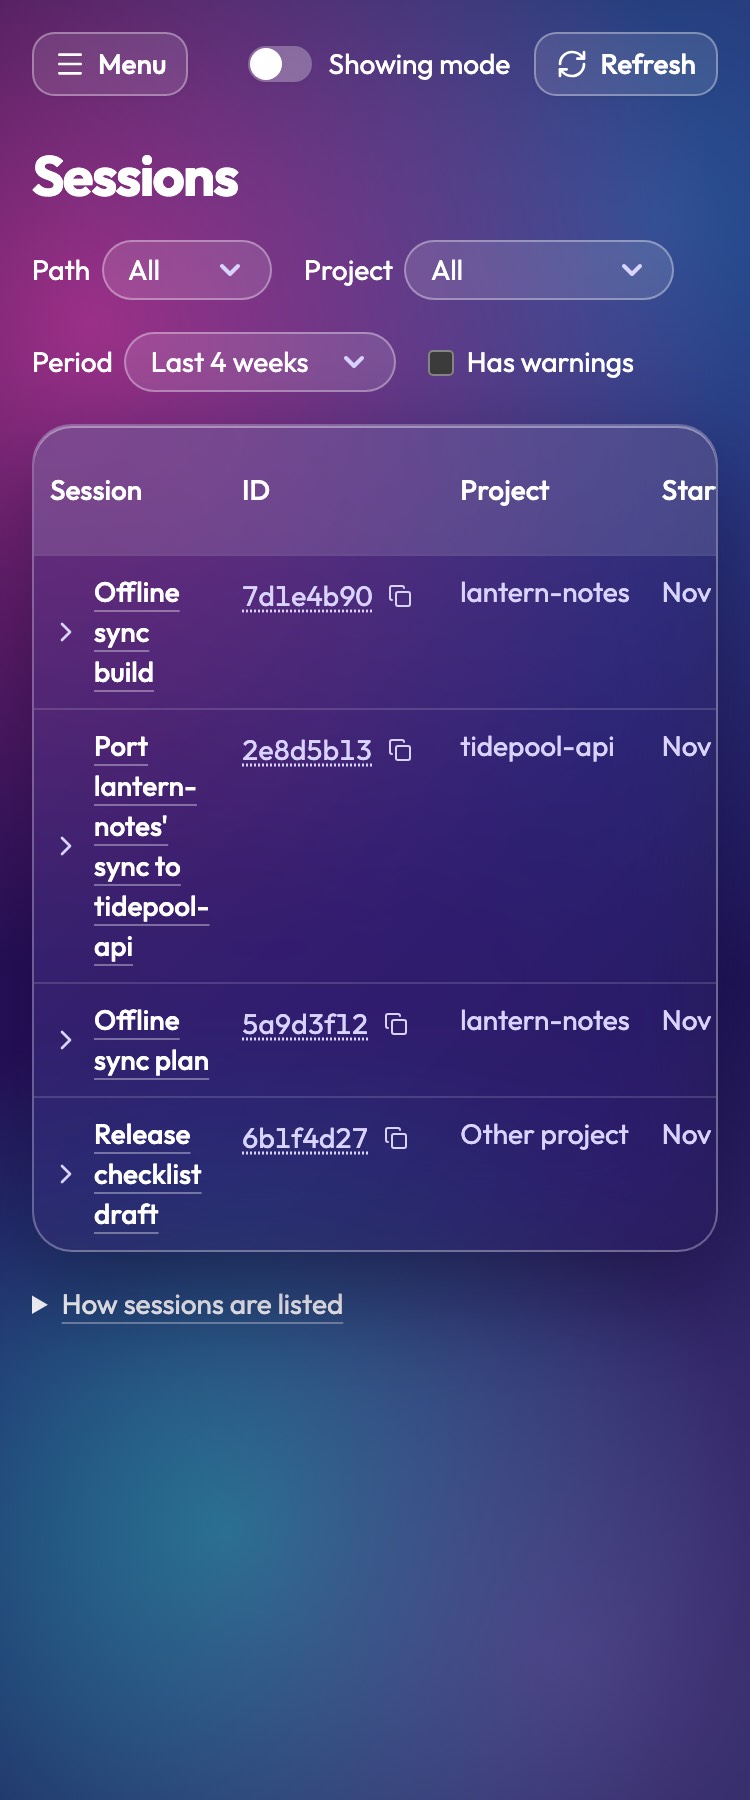 Menu Showing mode Refresh
Sessions
Path All Project All
Period Last 4 weeks Has warnings
Session ID Project Star
Offline 7d1e4b90 lantern-notes Nov
sync
build
Port 2e8d5b13 tidepool-api Nov
lantern-
notes'
sync to
tidepool-
api
Offline 5a9d3f12 lantern-notes Nov
sync plan
Release 6b1f4d27 Other project Nov
checklist
draft
How sessions are listed